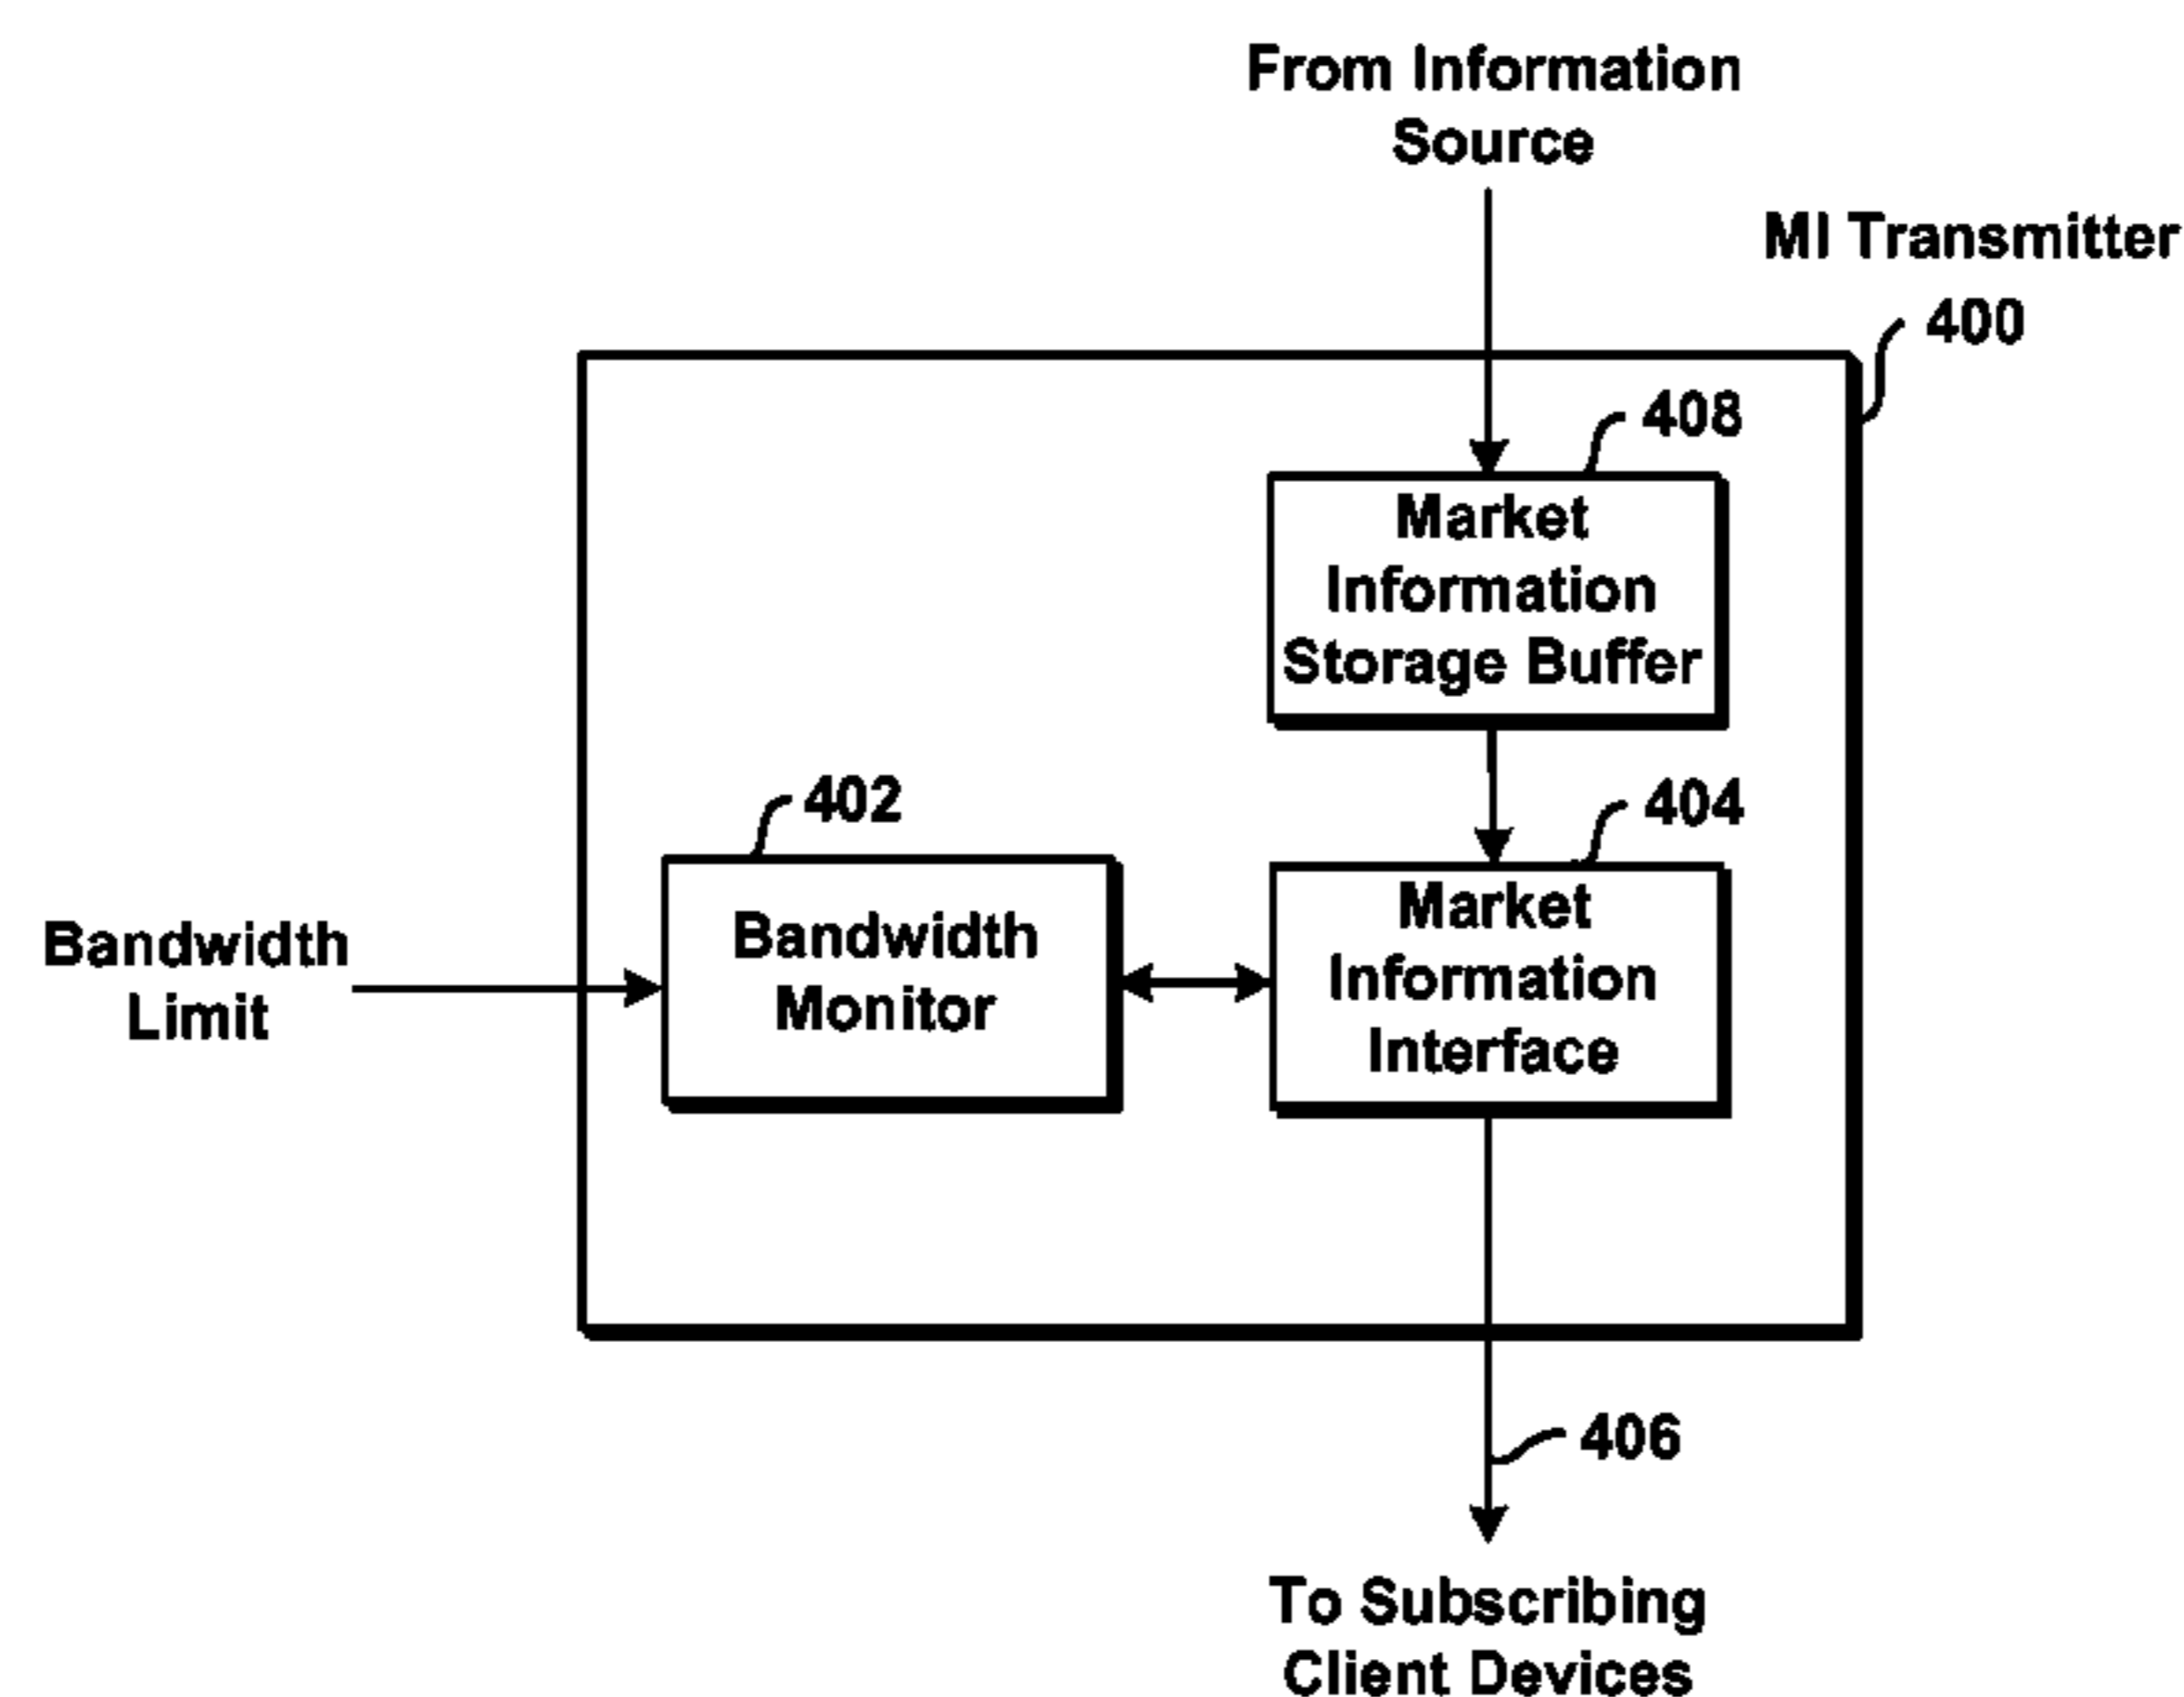 From Information
Source
MI Transmitter
400
408
Market
Information
Storage Buffer
402
404
Bandwidth
Limit
Bandwidth
Monitor
Market
Information
Interface
406
To Subscribing
Client Devices